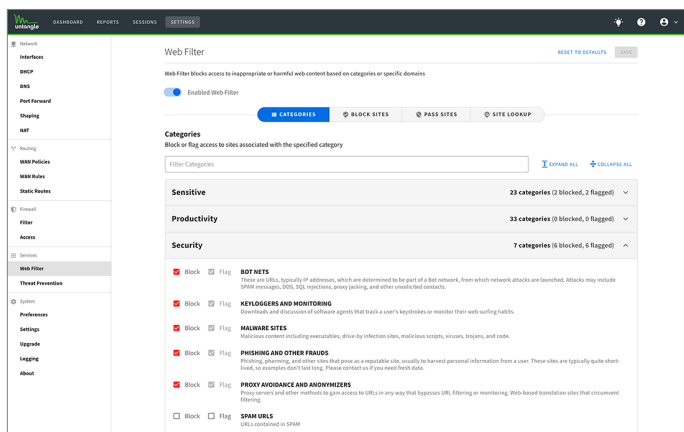 untangle
DASHBOARD REPORTS SESSIONS SETTINGS
Network
Interfaces
DHCP
DNS
Port Forward
Shaping
NAT
Routing
WAN Policies
WAN Rules
Static Routes
Firewall
Filter
Access
Services
Web Filter
Threat Prevention
System
Preferences
Settings
Upgrade
Logging
About
Web Filter
RESET TO DEFAULTS SAVE
Web Filter blocks access to inappropriate or harmful web content based on categories or specific domains
Enabled Web Filter
CATEGORIES BLOCK SITES PASS SITES SITE LOOKUP
Categories
Block or flag access to sites associated with the specified category
Filter Categories
EXPAND ALL COLLAPSE ALL
Sensitive 23 categories (2 blocked, 2 flagged)
Productivity 33 categories (0 blocked, 0 flagged)
Security 7 categories (6 blocked, 6 flagged)
Block Flag BOT NETS
These are URLs, typically IP addresses, which are determined to be part of a Bot network, from which network attacks are launched. Attacks may include
SPAM messages, DOS, SQL injections, proxy jacking, and other unsolicited contacts.
Block Flag KEYLOGGERS AND MONITORING
Downloads and discussion of software agents that track a user's keystrokes or monitor their web surfing habits.
Block Flag MALWARE SITES
Malicious content including executables, drive-by infection sites, malicious scripts, viruses, trojans, and code.
Block Flag PHISHING AND OTHER FRAUDS
Phishing, pharming, and other sites that pose as a reputable site, usually to harvest personal information from a user. These sites are typically quite short-
lived, so examples don't last long. Please contact us if you need fresh data.
Block Flag PROXY AVOIDANCE AND ANONYMIZERS
Proxy servers and other methods to gain access to URLs in any way that bypasses URL filtering or monitoring. Web-based translation sites that circumvent
filtering.
Block Flag SPAM URLS
URLs contained in SPAM